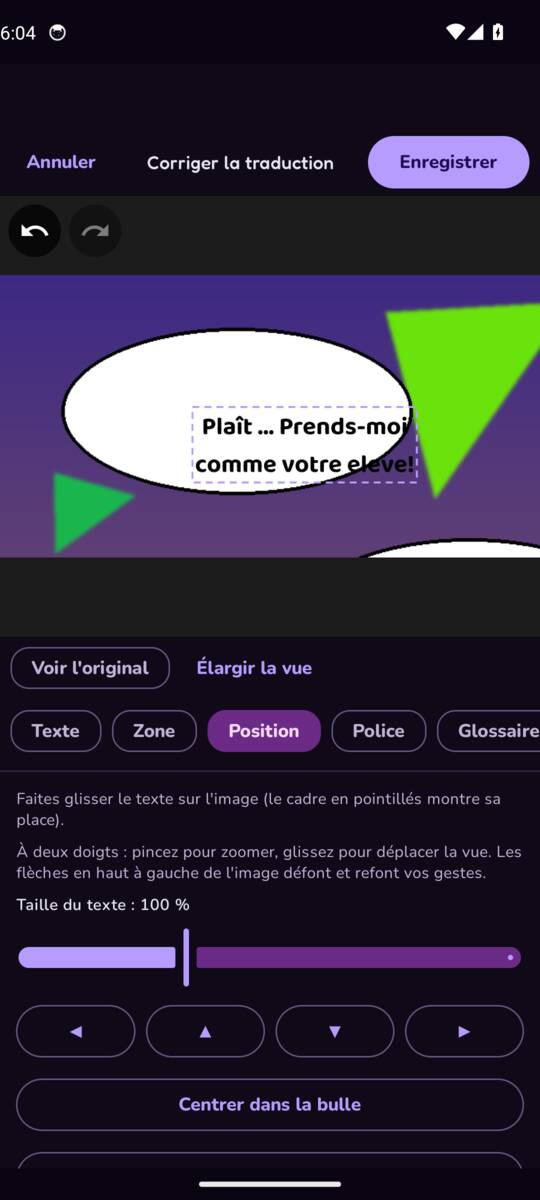 6:04
Annuler
Corriger la traduction
Enregistrer
Plaît ... Prends-moi
comme votre élève!
Voir l'original
Élargir la vue
Texte
Zone
Position
Police
Glossaire
Faites glisser le texte sur l'image (le cadre en pointillés montre sa
place).
À deux doigts : pincez pour zoomer, glissez pour déplacer la vue. Les
flèches en haut à gauche de l'image défont et refont vos gestes.
Taille du texte : 100 %
◄
▲
▼
►
Centrer dans la bulle